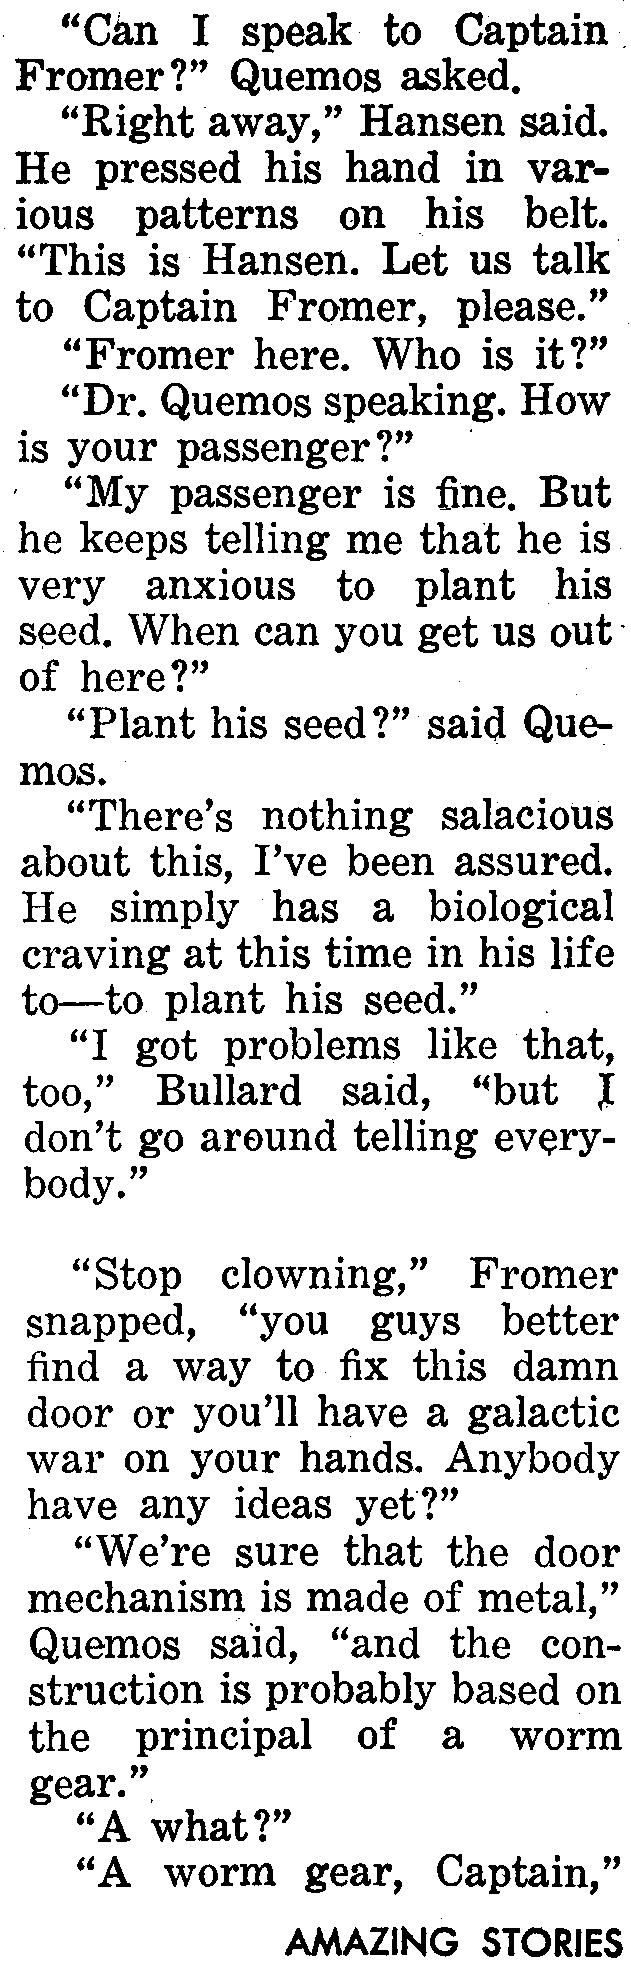 “Can I speak to Captain
Fromer?” Quemos asked.
“Right away,” Hansen said.
He pressed his hand in var-
ious patterns on his belt.
“This is Hansen. Let us talk
to Captain Fromer, please.”
“Fromer here. Who is it?”
“Dr. Quemos speaking. How
is your passenger?”
“My passenger is fine. But
he keeps telling me that he is
very anxious to plant his
seed. When can you get us out
of here?”
“Plant his seed?” said Que-
mos.
“There’s nothing salacious
about this, I’ve been assured.
He simply has a biological
craving at this time in his life
to—to plant his seed.”
“I got problems like that,
too,” Bullard said, “but I
don’t go around telling every-
body.”
“Stop clowning,” Fromer
snapped, “you guys better
find a way to fix this damn
door or you’ll have a galactic
war on your hands. Anybody
have any ideas yet?”
“We’re sure that the door
mechanism is made of metal,”
Quemos said, “and the con-
struction is probably based on
the principal of a worm
gear.”
“A what?”
“A worm gear, Captain,”
AMAZING STORIES